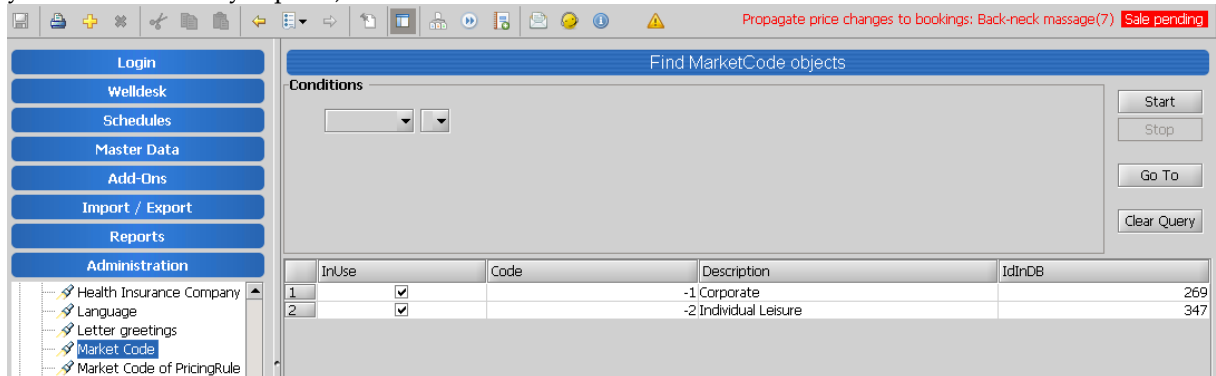 Propagate price changes to bookings: Back-neck massage(7) Sale pending
Login
Welldesk
Schedules
Master Data
Add-Ons
Import / Export
Reports
Administration
Health Insurance Company
Language
Letter greetings
Market Code
Market Code of PricingRule
Find MarketCode objects
Conditions
Start
Stop
Go To
Clear Query
InUse Code Description IdInDB
1 -1 Corporate 269
2 -2 Individual Leisure 347